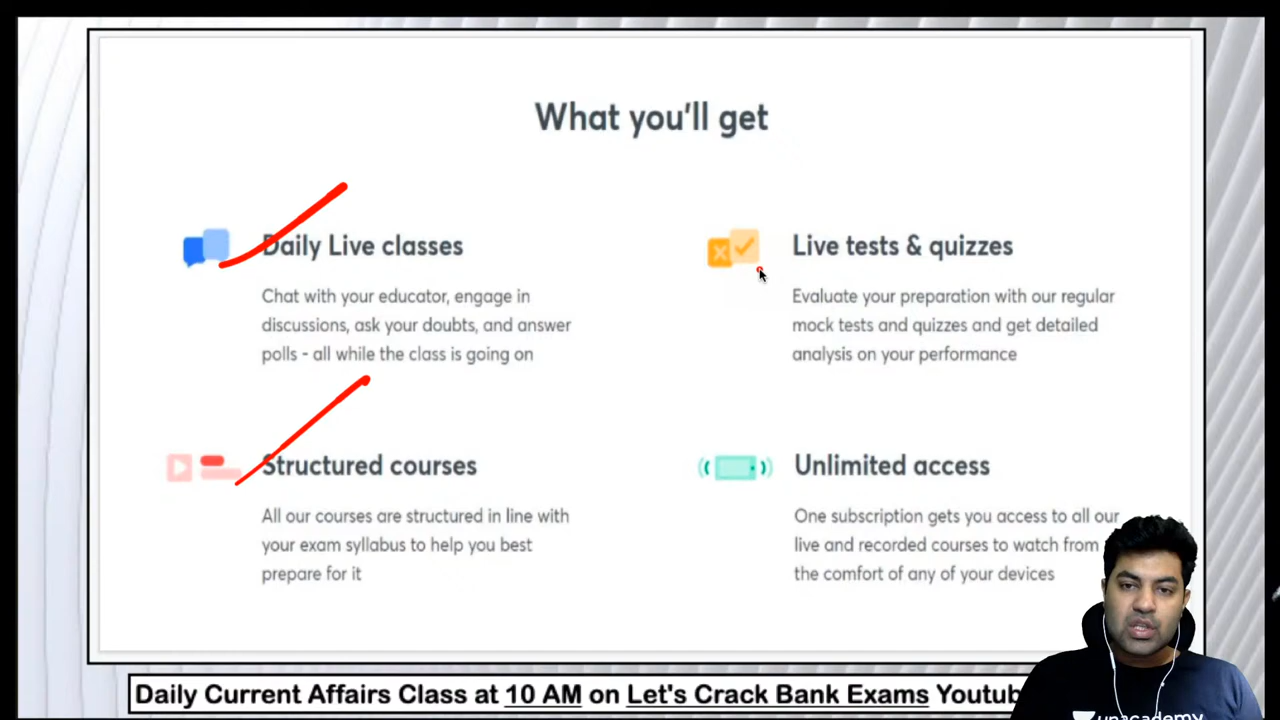 What you'll get
Daily Live classes
Chat with your educator, engage in
discussions, ask your doubts, and answer
polls - all while the class is going on
Live tests & quizzes
Evaluate your preparation with our regular
mock tests and quizzes and get detailed
analysis on your performance
Structured courses
All our courses are structured in line with
your exam syllabus to help you best
prepare for it
Unlimited access
One subscription gets you access to all our
live and recorded courses to watch from
the comfort of any of your devices
Daily Current Affairs Class at 10 AM on Let's Crack Bank Exams Youtub
unacademy